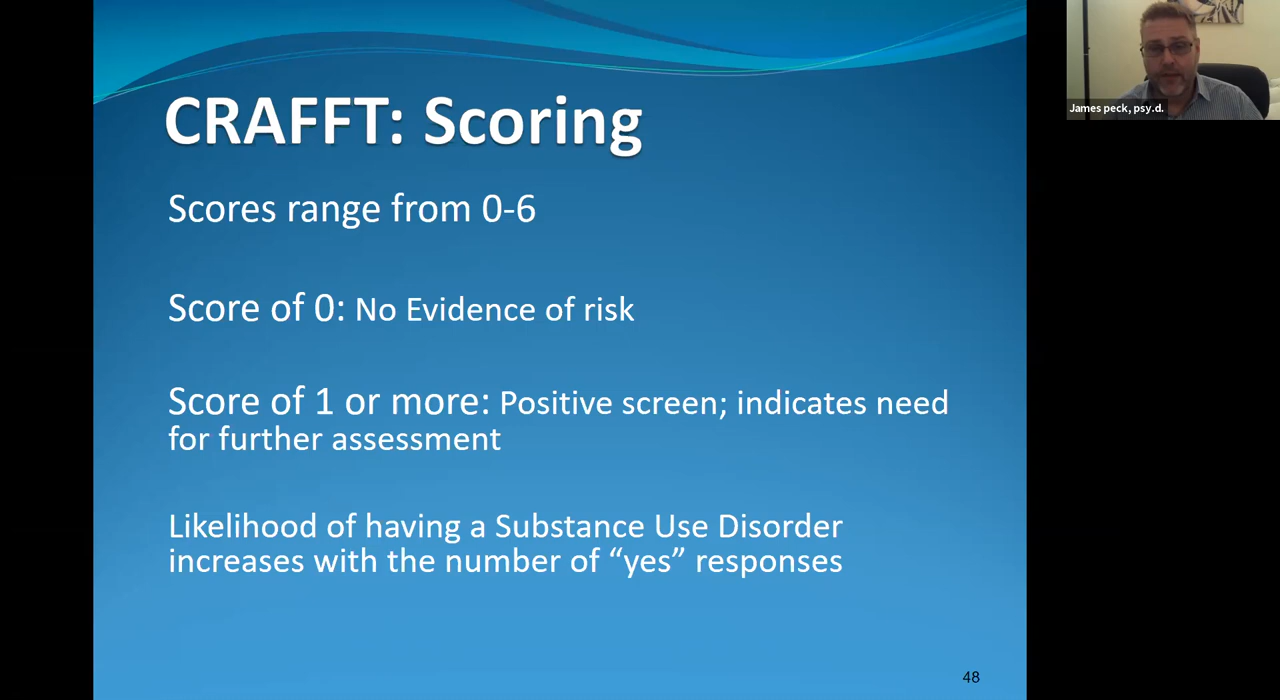 CRAFFT: Scoring
Scores range from 0-6
Score of 0: No Evidence of risk
Score of 1 or more: Positive screen; indicates need
for further assessment
Likelihood of having a Substance Use Disorder
increases with the number of “yes” responses
48
James peck, psy.d.